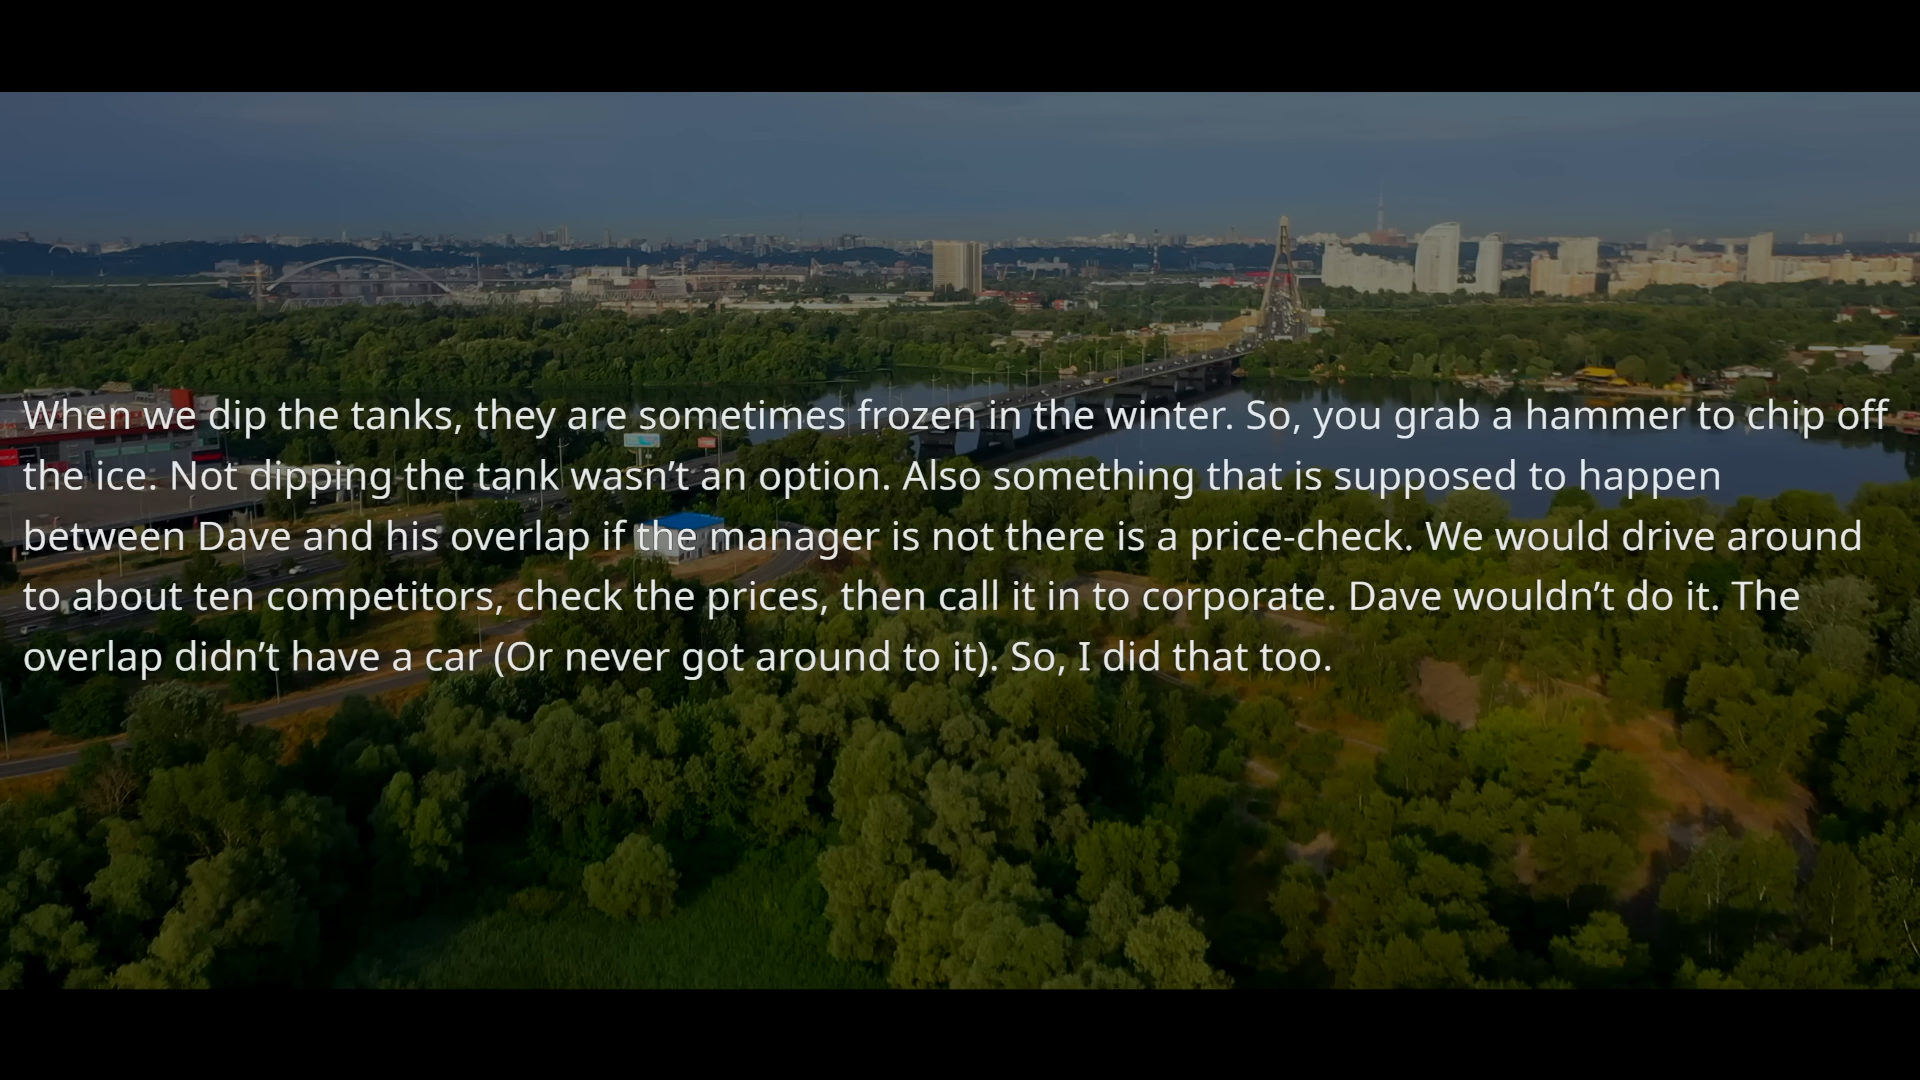 When we dip the tanks, they are sometimes frozen in the winter. So, you grab a hammer to chip off
the ice. Not dipping the tank wasn’t an option. Also something that is supposed to happen
between Dave and his overlap if the manager is not there is a price-check. We would drive around
to about ten competitors, check the prices, then call it in to corporate. Dave wouldn’t do it. The
overlap didn’t have a car (Or never got around to it). So, I did that too.